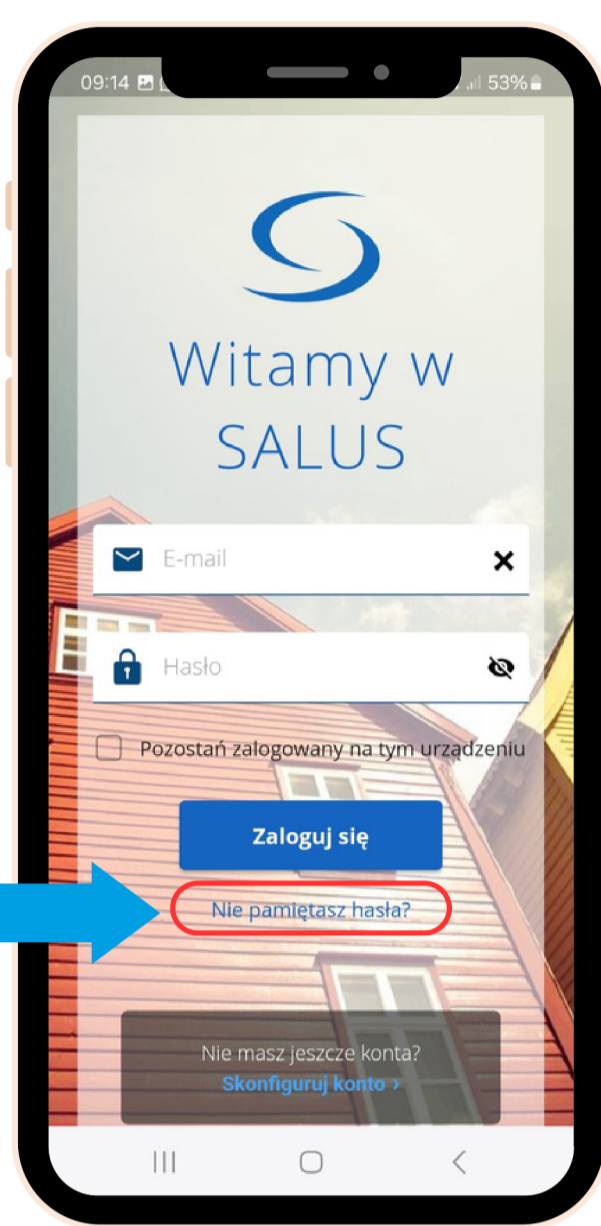 09:14
53%
Witamy w
SALUS
E-mail
Hasło
Pozostań zalogowany na tym urządzeniu
Zaloguj się
Nie pamiętasz hasła?
Nie masz jeszcze konta?
Skonfiguruj konto ›